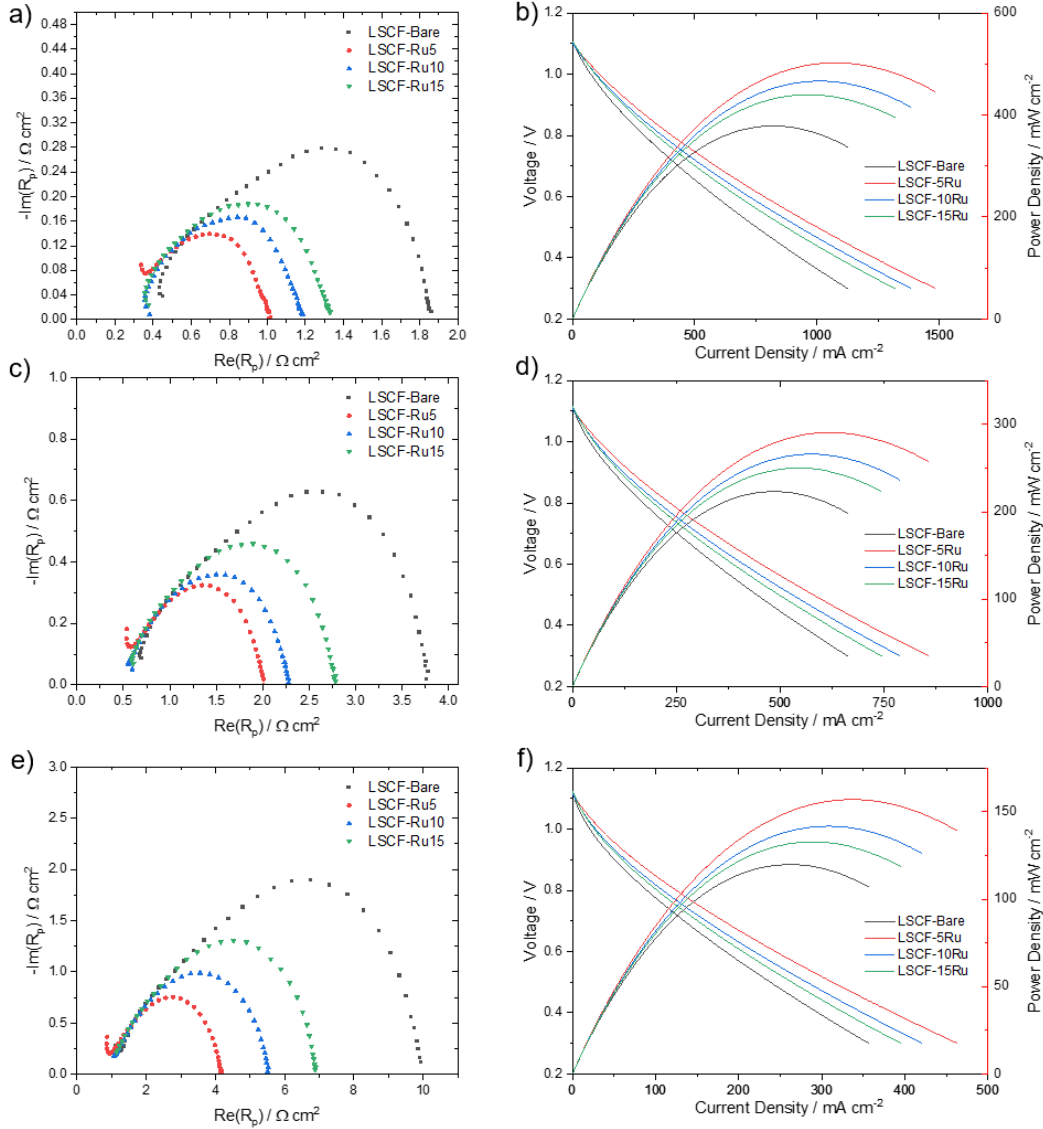 a)
0.48
0.44
0.40
0.36
0.32
0.28
0.24
0.20
0.16
0.12
0.08
0.04
0.00
-Im(Rp) / Ω cm²
0.0 0.2 0.4 0.6 0.8 1.0 1.2 1.4 1.6 1.8 2.0
Re(Rp) / Ω cm²
LSCF-Bare
LSCF-Ru5
LSCF-Ru10
LSCF-Ru15
b)
1.2
1.0
0.8
0.6
0.4
0.2
Voltage / V
0 500 1000 1500
Current Density / mA cm⁻²
600
500
400
300
200
100
0
Power Density / mW cm⁻²
LSCF-Bare
LSCF-5Ru
LSCF-10Ru
LSCF-15Ru
c)
1.0
0.8
0.6
0.4
0.2
0.0
-Im(Rp) / Ω cm²
0.0 0.5 1.0 1.5 2.0 2.5 3.0 3.5 4.0
Re(Rp) / Ω cm²
LSCF-Bare
LSCF-Ru5
LSCF-Ru10
LSCF-Ru15
d)
1.2
1.0
0.8
0.6
0.4
0.2
Voltage / V
0 250 500 750 1000
Current Density / mA cm⁻²
300
200
100
0
Power Density / mW cm⁻²
LSCF-Bare
LSCF-5Ru
LSCF-10Ru
LSCF-15Ru
e)
3.0
2.5
2.0
1.5
1.0
0.5
0.0
-Im(Rp) / Ω cm²
0 2 4 6 8 10
Re(Rp) / Ω cm²
LSCF-Bare
LSCF-Ru5
LSCF-Ru10
LSCF-Ru15
f)
1.2
1.0
0.8
0.6
0.4
0.2
Voltage / V
0 100 200 300 400 500
Current Density / mA cm⁻²
150
100
50
0
Power Density / mW cm⁻²
LSCF-Bare
LSCF-5Ru
LSCF-10Ru
LSCF-15Ru